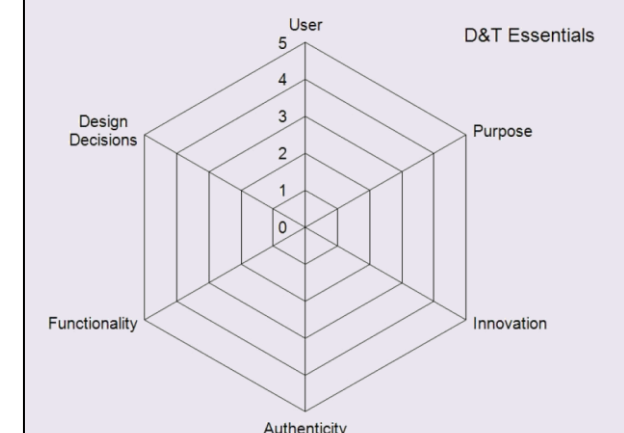 User
D&T Essentials
5
4
3
2
1
0
Design
Decisions
Purpose
Functionality
Innovation
Authenticity